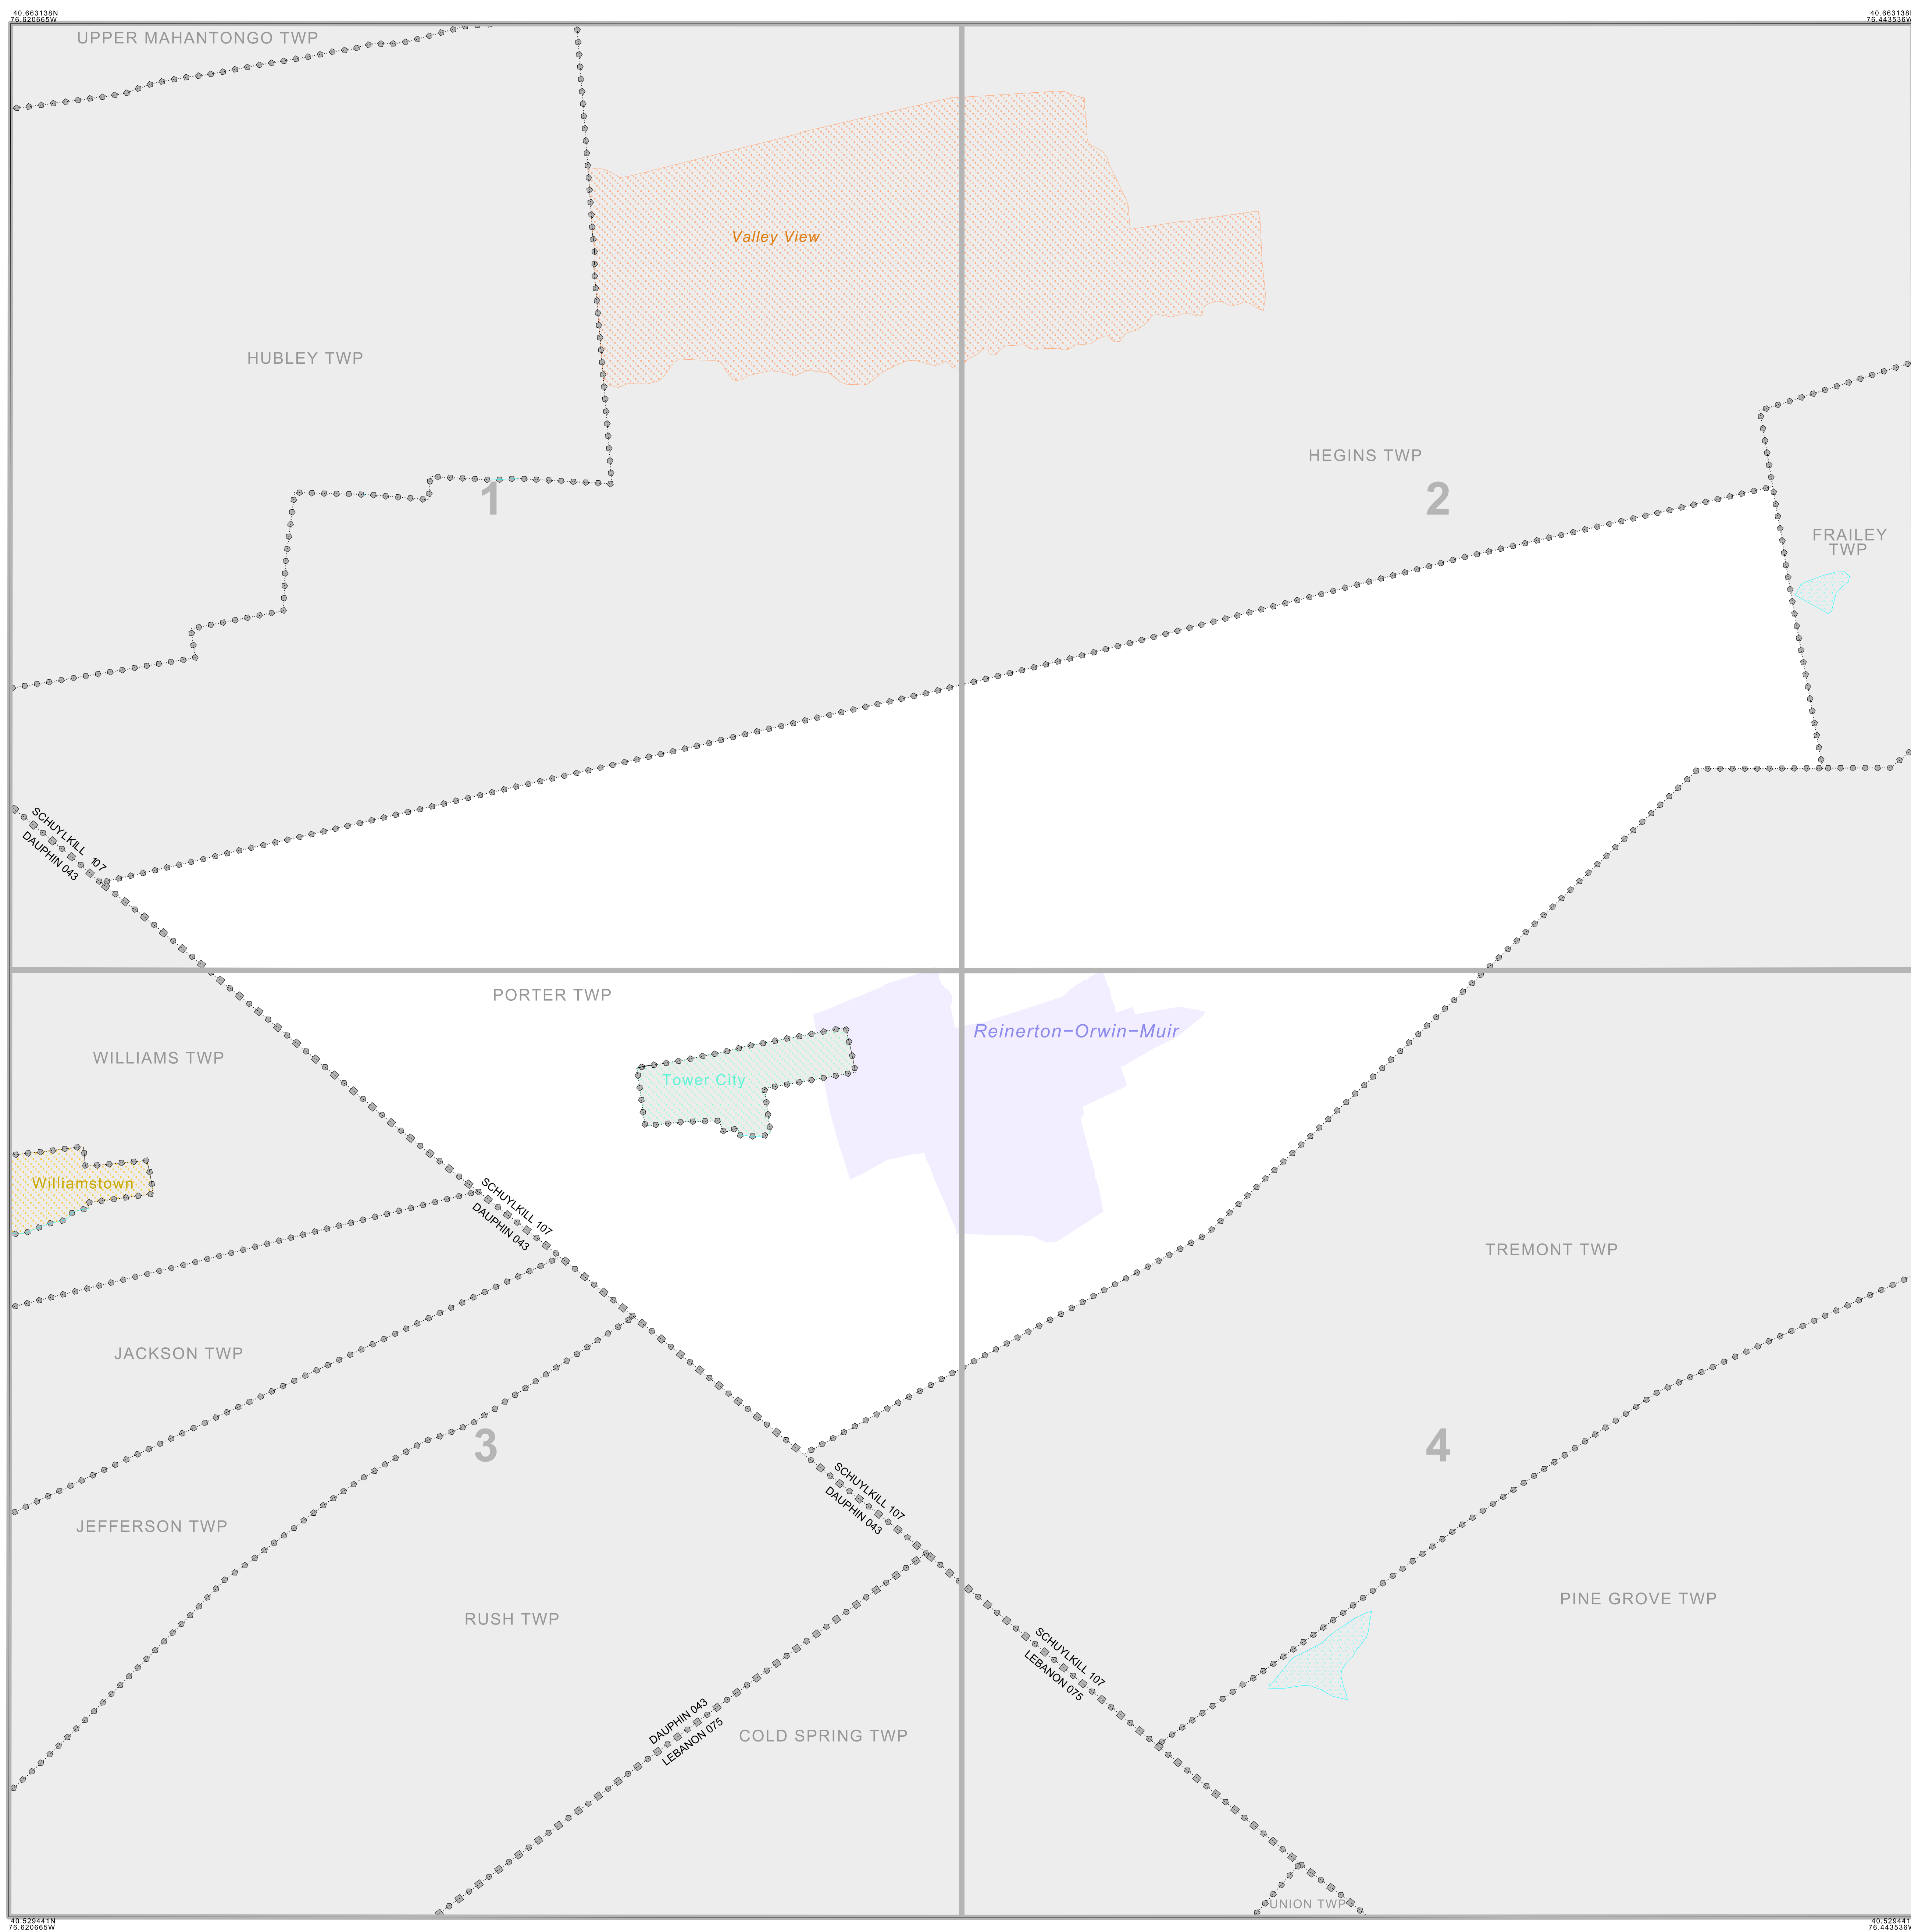 40.663138N
76.620665W
40.663138N
76.443536W
UPPER MAHANTONGO TWP
Valley View
HUBLEY TWP
HEGINS TWP
1
2
FRAILEY
TWP
SCHUYLKILL 107
DAUPHIN 043
PORTER TWP
Reinerton-Orwin-Muir
WILLIAMS TWP
Tower City
Williamstown
SCHUYLKILL 107
DAUPHIN 043
TREMONT TWP
JACKSON TWP
3
4
SCHUYLKILL 107
DAUPHIN 043
JEFFERSON TWP
PINE GROVE TWP
RUSH TWP
SCHUYLKILL 107
LEBANON 075
DAUPHIN 043
LEBANON 075
COLD SPRING TWP
UNION TWP
40.529441N
76.620665W
40.529441
76.443536W